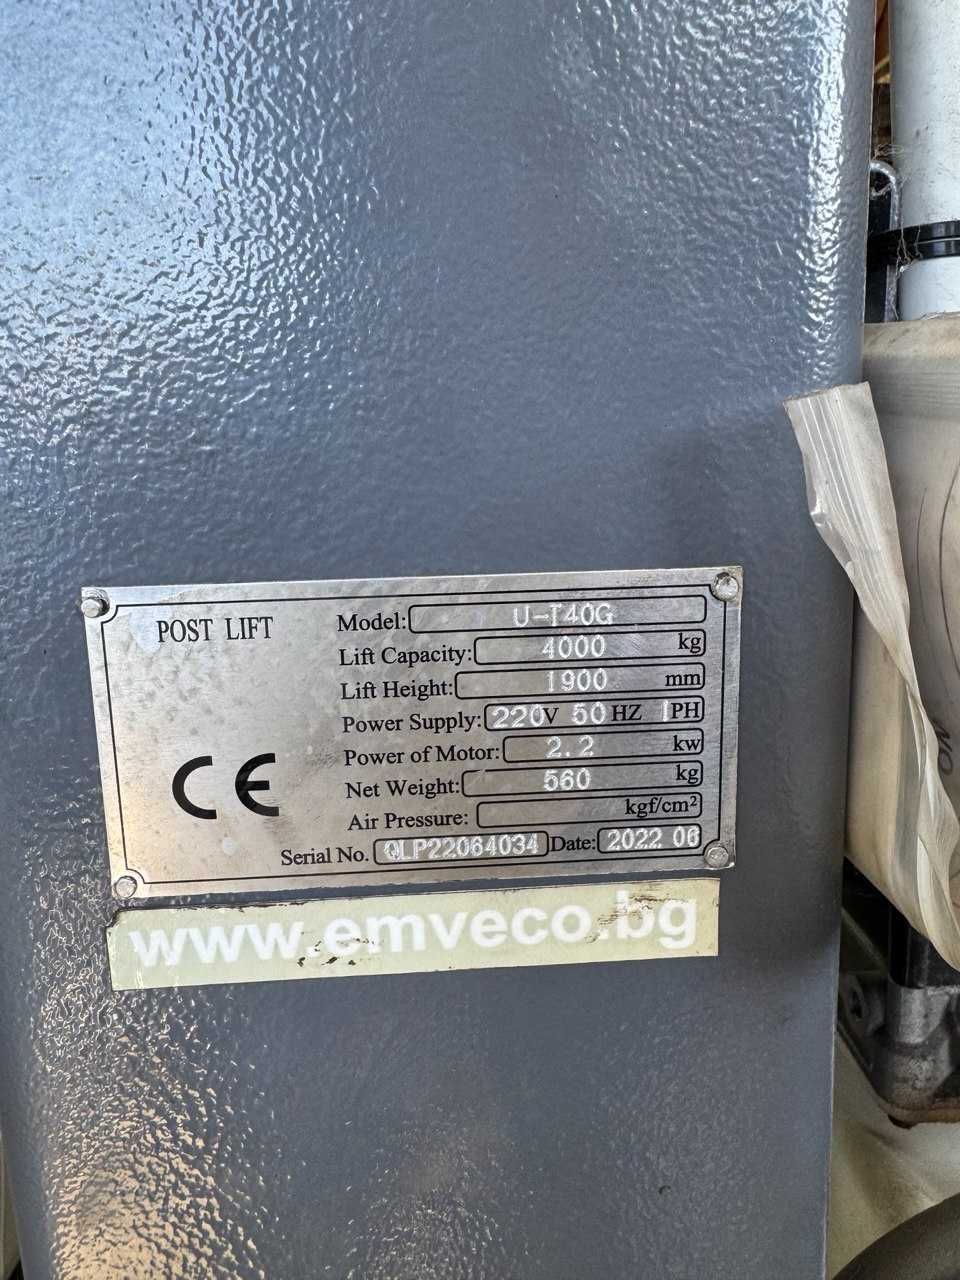 POST LIFT
CE
Model: U-T40G
Lift Capacity: 4000 kg
Lift Height: 1900 mm
Power Supply: 220V 50 HZ 1PH
Power of Motor: 2.2 kw
Net Weight: 560 kg
Air Pressure: kgf/cm²
Serial No. QLP22064034 Date: 2022 06
www.emveco.bg